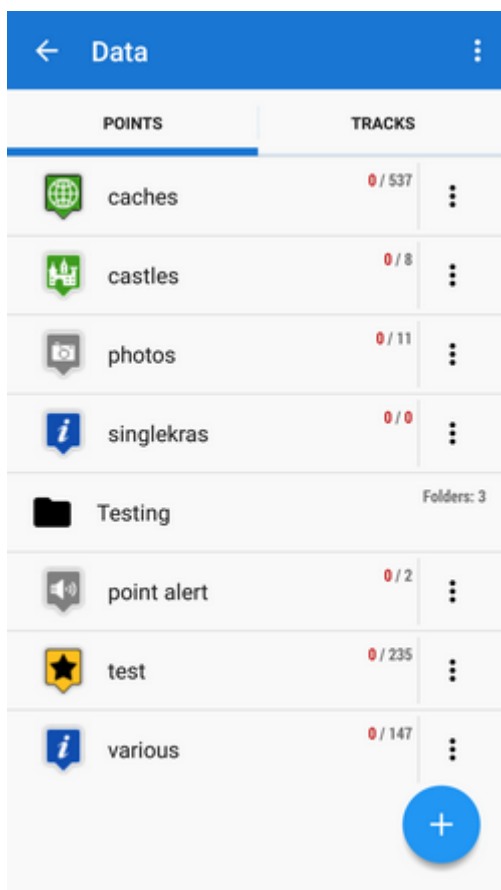 Data
POINTS TRACKS
caches 0 / 537
castles 0 / 8
photos 0 / 11
singlekras 0 / 0
Testing Folders: 3
point alert 0 / 2
test 0 / 235
various 0 / 147